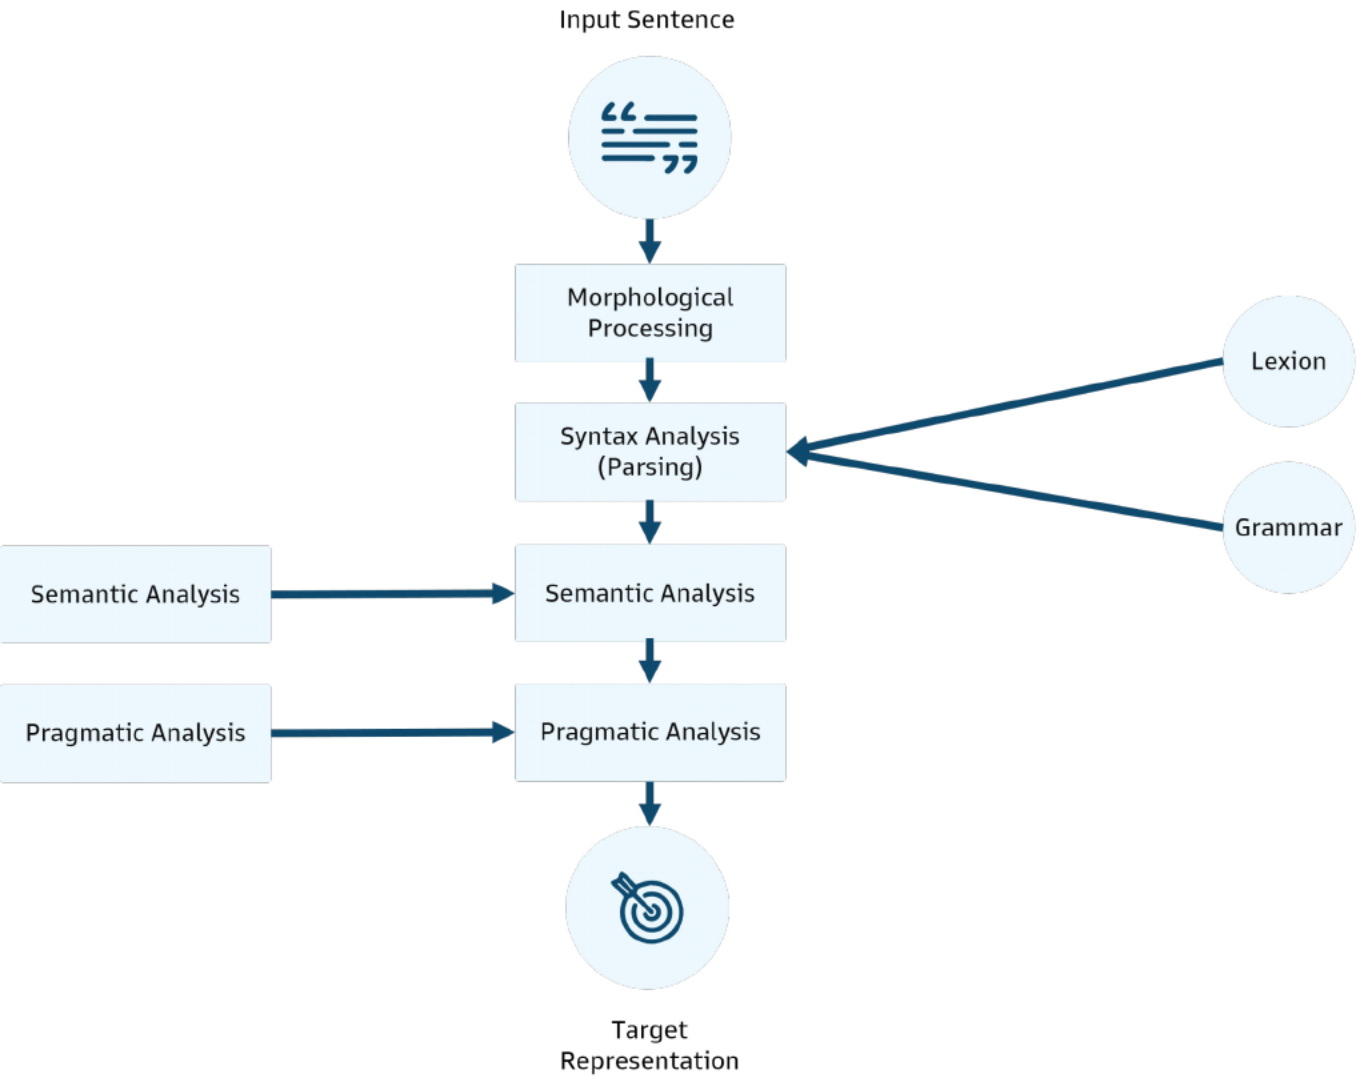 Input Sentence
Morphological
Processing
Lexion
Syntax Analysis
(Parsing)
Grammar
Semantic Analysis
Semantic Analysis
Pragmatic Analysis
Pragmatic Analysis
Target
Representation